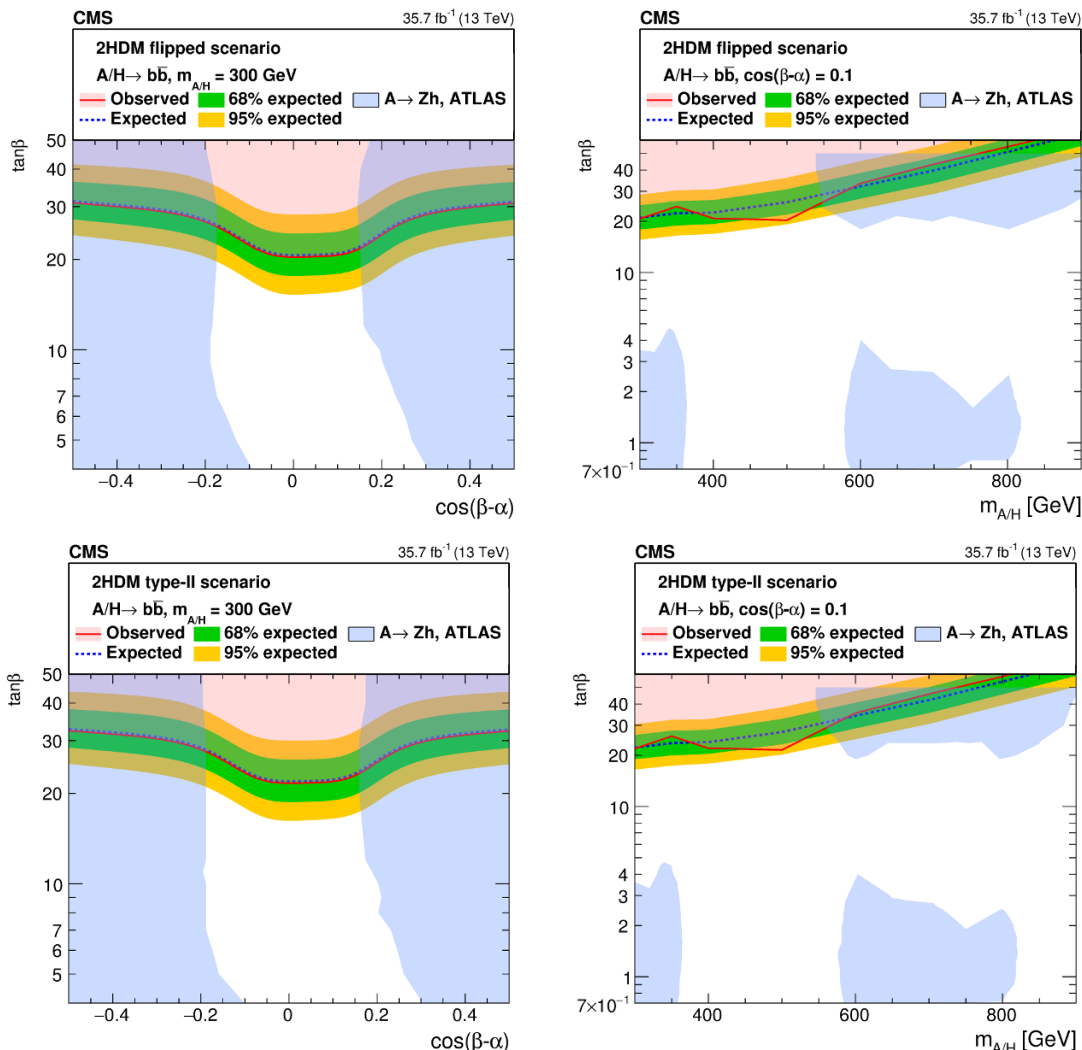 CMS 35.7 fb⁻¹ (13 TeV)
2HDM flipped scenario
A/H→ bb̅, m_A/H = 300 GeV
Observed 68% expected A→ Zh, ATLAS
Expected 95% expected
tanβ
50
40
30
20
10
7
6
5
−0.4 −0.2 0 0.2 0.4
cos(β-α)
CMS 35.7 fb⁻¹ (13 TeV)
2HDM flipped scenario
A/H→ bb̅, cos(β-α) = 0.1
Observed 68% expected A→ Zh, ATLAS
Expected 95% expected
tanβ
50
40
30
20
10
4
3
2
1
7×10⁻¹
400 600 800
m_A/H [GeV]
CMS 35.7 fb⁻¹ (13 TeV)
2HDM type-II scenario
A/H→ bb̅, m_A/H = 300 GeV
Observed 68% expected A→ Zh, ATLAS
Expected 95% expected
tanβ
50
40
30
20
10
7
6
5
−0.4 −0.2 0 0.2 0.4
cos(β-α)
CMS 35.7 fb⁻¹ (13 TeV)
2HDM type-II scenario
A/H→ bb̅, cos(β-α) = 0.1
Observed 68% expected A→ Zh, ATLAS
Expected 95% expected
tanβ
50
40
30
20
10
4
3
2
1
7×10⁻¹
400 600 800
m_A/H [GeV]